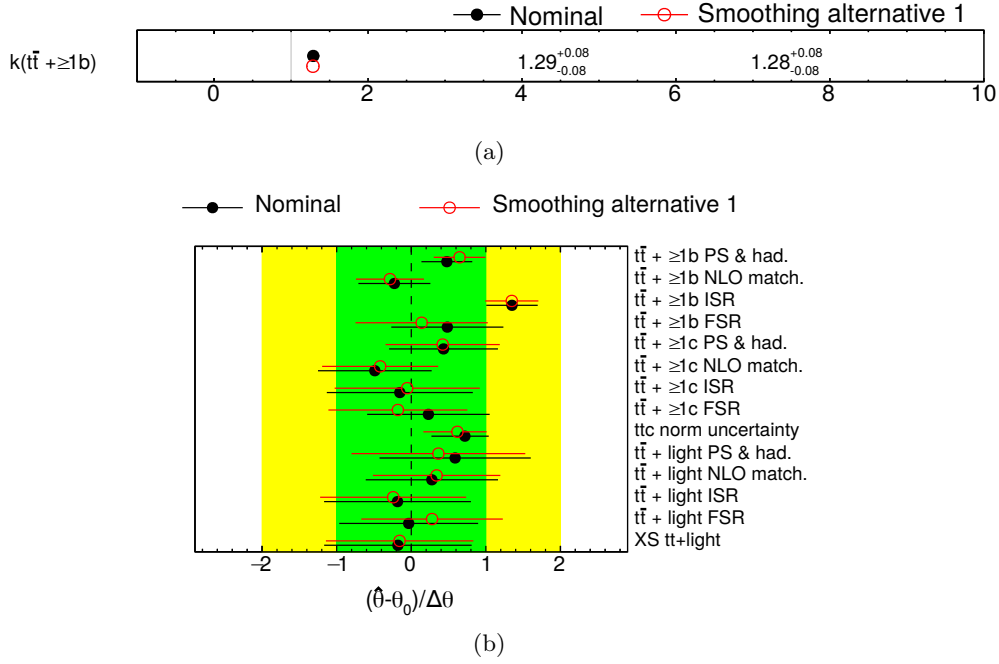 Nominal Smoothing alternative 1
k(tt̄ +≥1b) 1.29 +0.08 -0.08 1.28 +0.08 -0.08
0 2 4 6 8 10
(a)
Nominal Smoothing alternative 1
tt̄ + ≥1b PS & had.
tt̄ + ≥1b NLO match.
tt̄ + ≥1b ISR
tt̄ + ≥1b FSR
tt̄ + ≥1c PS & had.
tt̄ + ≥1c NLO match.
tt̄ + ≥1c ISR
tt̄ + ≥1c FSR
ttc norm uncertainty
tt̄ + light PS & had.
tt̄ + light NLO match.
tt̄ + light ISR
tt̄ + light FSR
XS tt+light
−2 −1 0 1 2
(θ̂-θ₀)/Δθ
(b)